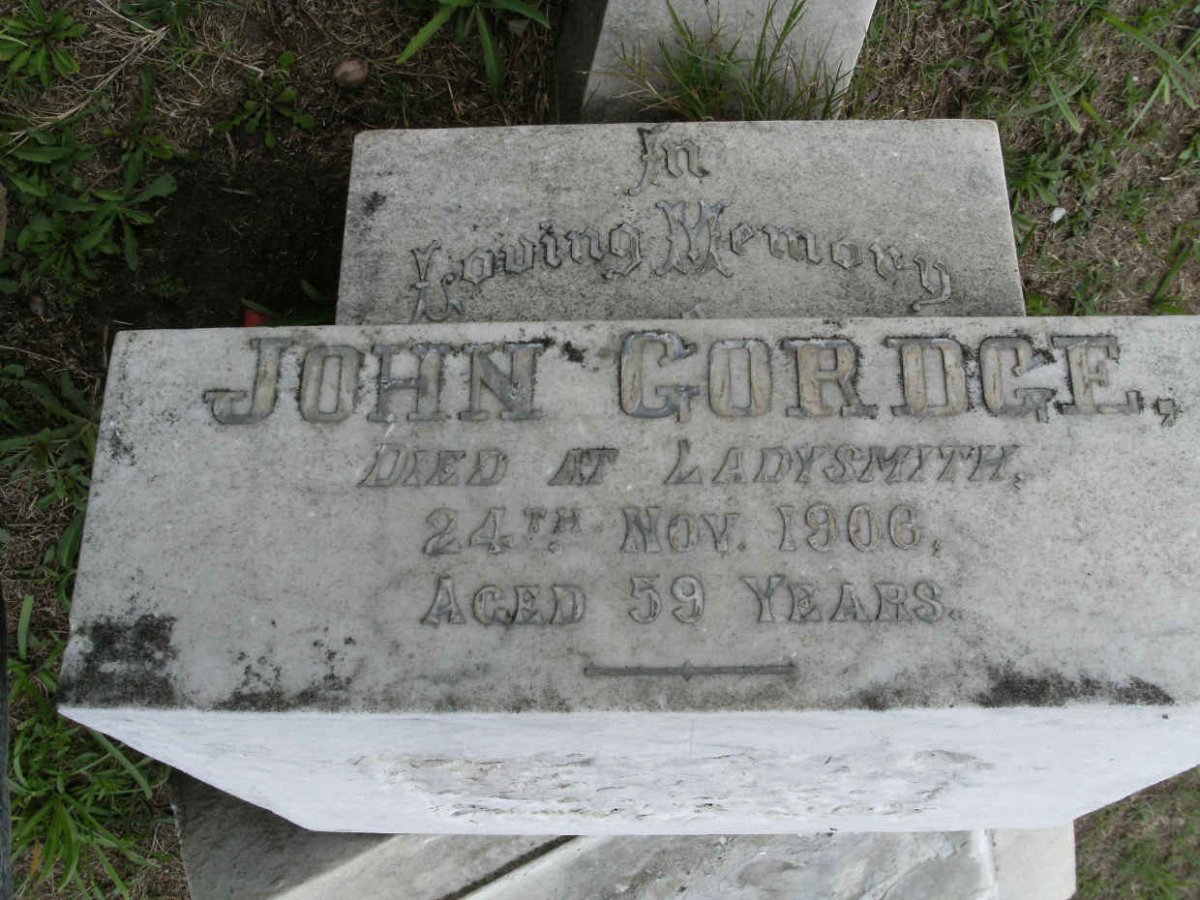 In
Loving Memory
JOHN GORDGE,
DIED AT LADYSMITH,
24TH NOV. 1906,
AGED 59 YEARS.